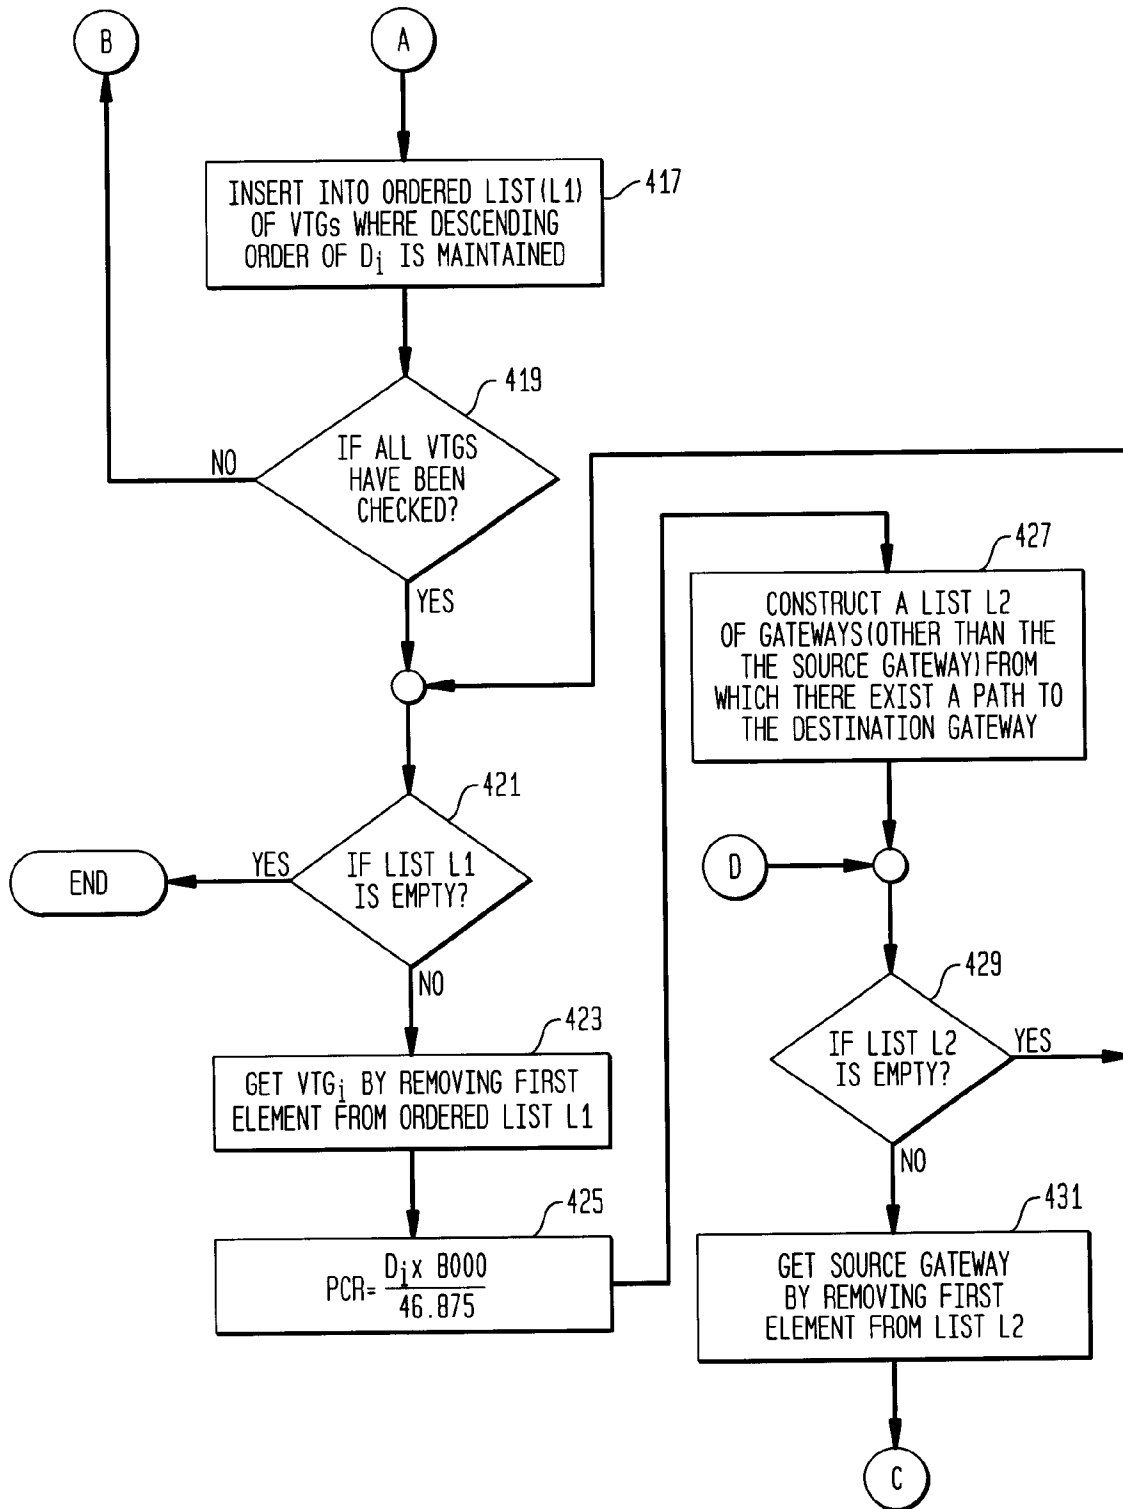 B
A
INSERT INTO ORDERED LIST(L1)
OF VTGs WHERE DESCENDING
ORDER OF Di IS MAINTAINED
417
419
IF ALL VTGS
HAVE BEEN
CHECKED?
NO
YES
421
IF LIST L1
IS EMPTY?
YES
END
NO
423
GET VTGi BY REMOVING FIRST
ELEMENT FROM ORDERED LIST L1
425
PCR= Di x 8000
46.875
427
CONSTRUCT A LIST L2
OF GATEWAYS(OTHER THAN THE
THE SOURCE GATEWAY)FROM
WHICH THERE EXIST A PATH TO
THE DESTINATION GATEWAY
D
429
IF LIST L2
IS EMPTY?
YES
NO
431
GET SOURCE GATEWAY
BY REMOVING FIRST
ELEMENT FROM LIST L2
C